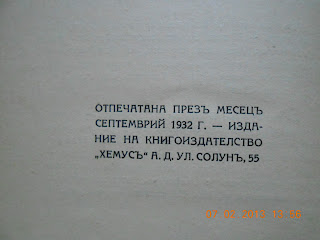 ОТПЕЧАТАНА ПРЕЗЪ МЕСЕЦЪ
СЕПТЕМВРИЙ 1932 Г. — ИЗДА-
НИЕ НА КНИГОИЗДАТЕЛСТВО
„ХЕМУСЪ“ А. Д. УЛ. СОЛУНЪ, 55